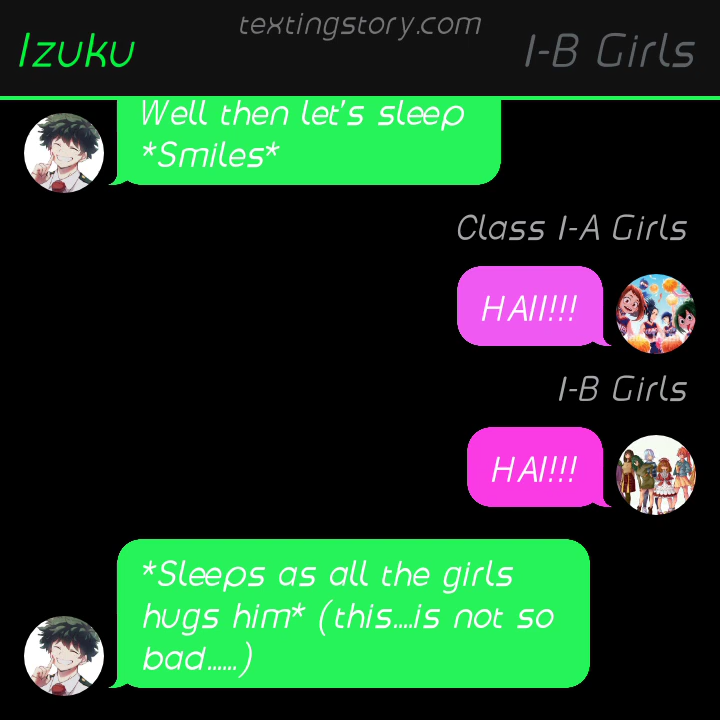 textingstory.com
Izuku
I-B Girls
Well then let's sleep
*Smiles*
Class I-A Girls
HAII!!!
I-B Girls
HAI!!!
*Sleeps as all the girls
hugs him* (this....is not so
bad......)